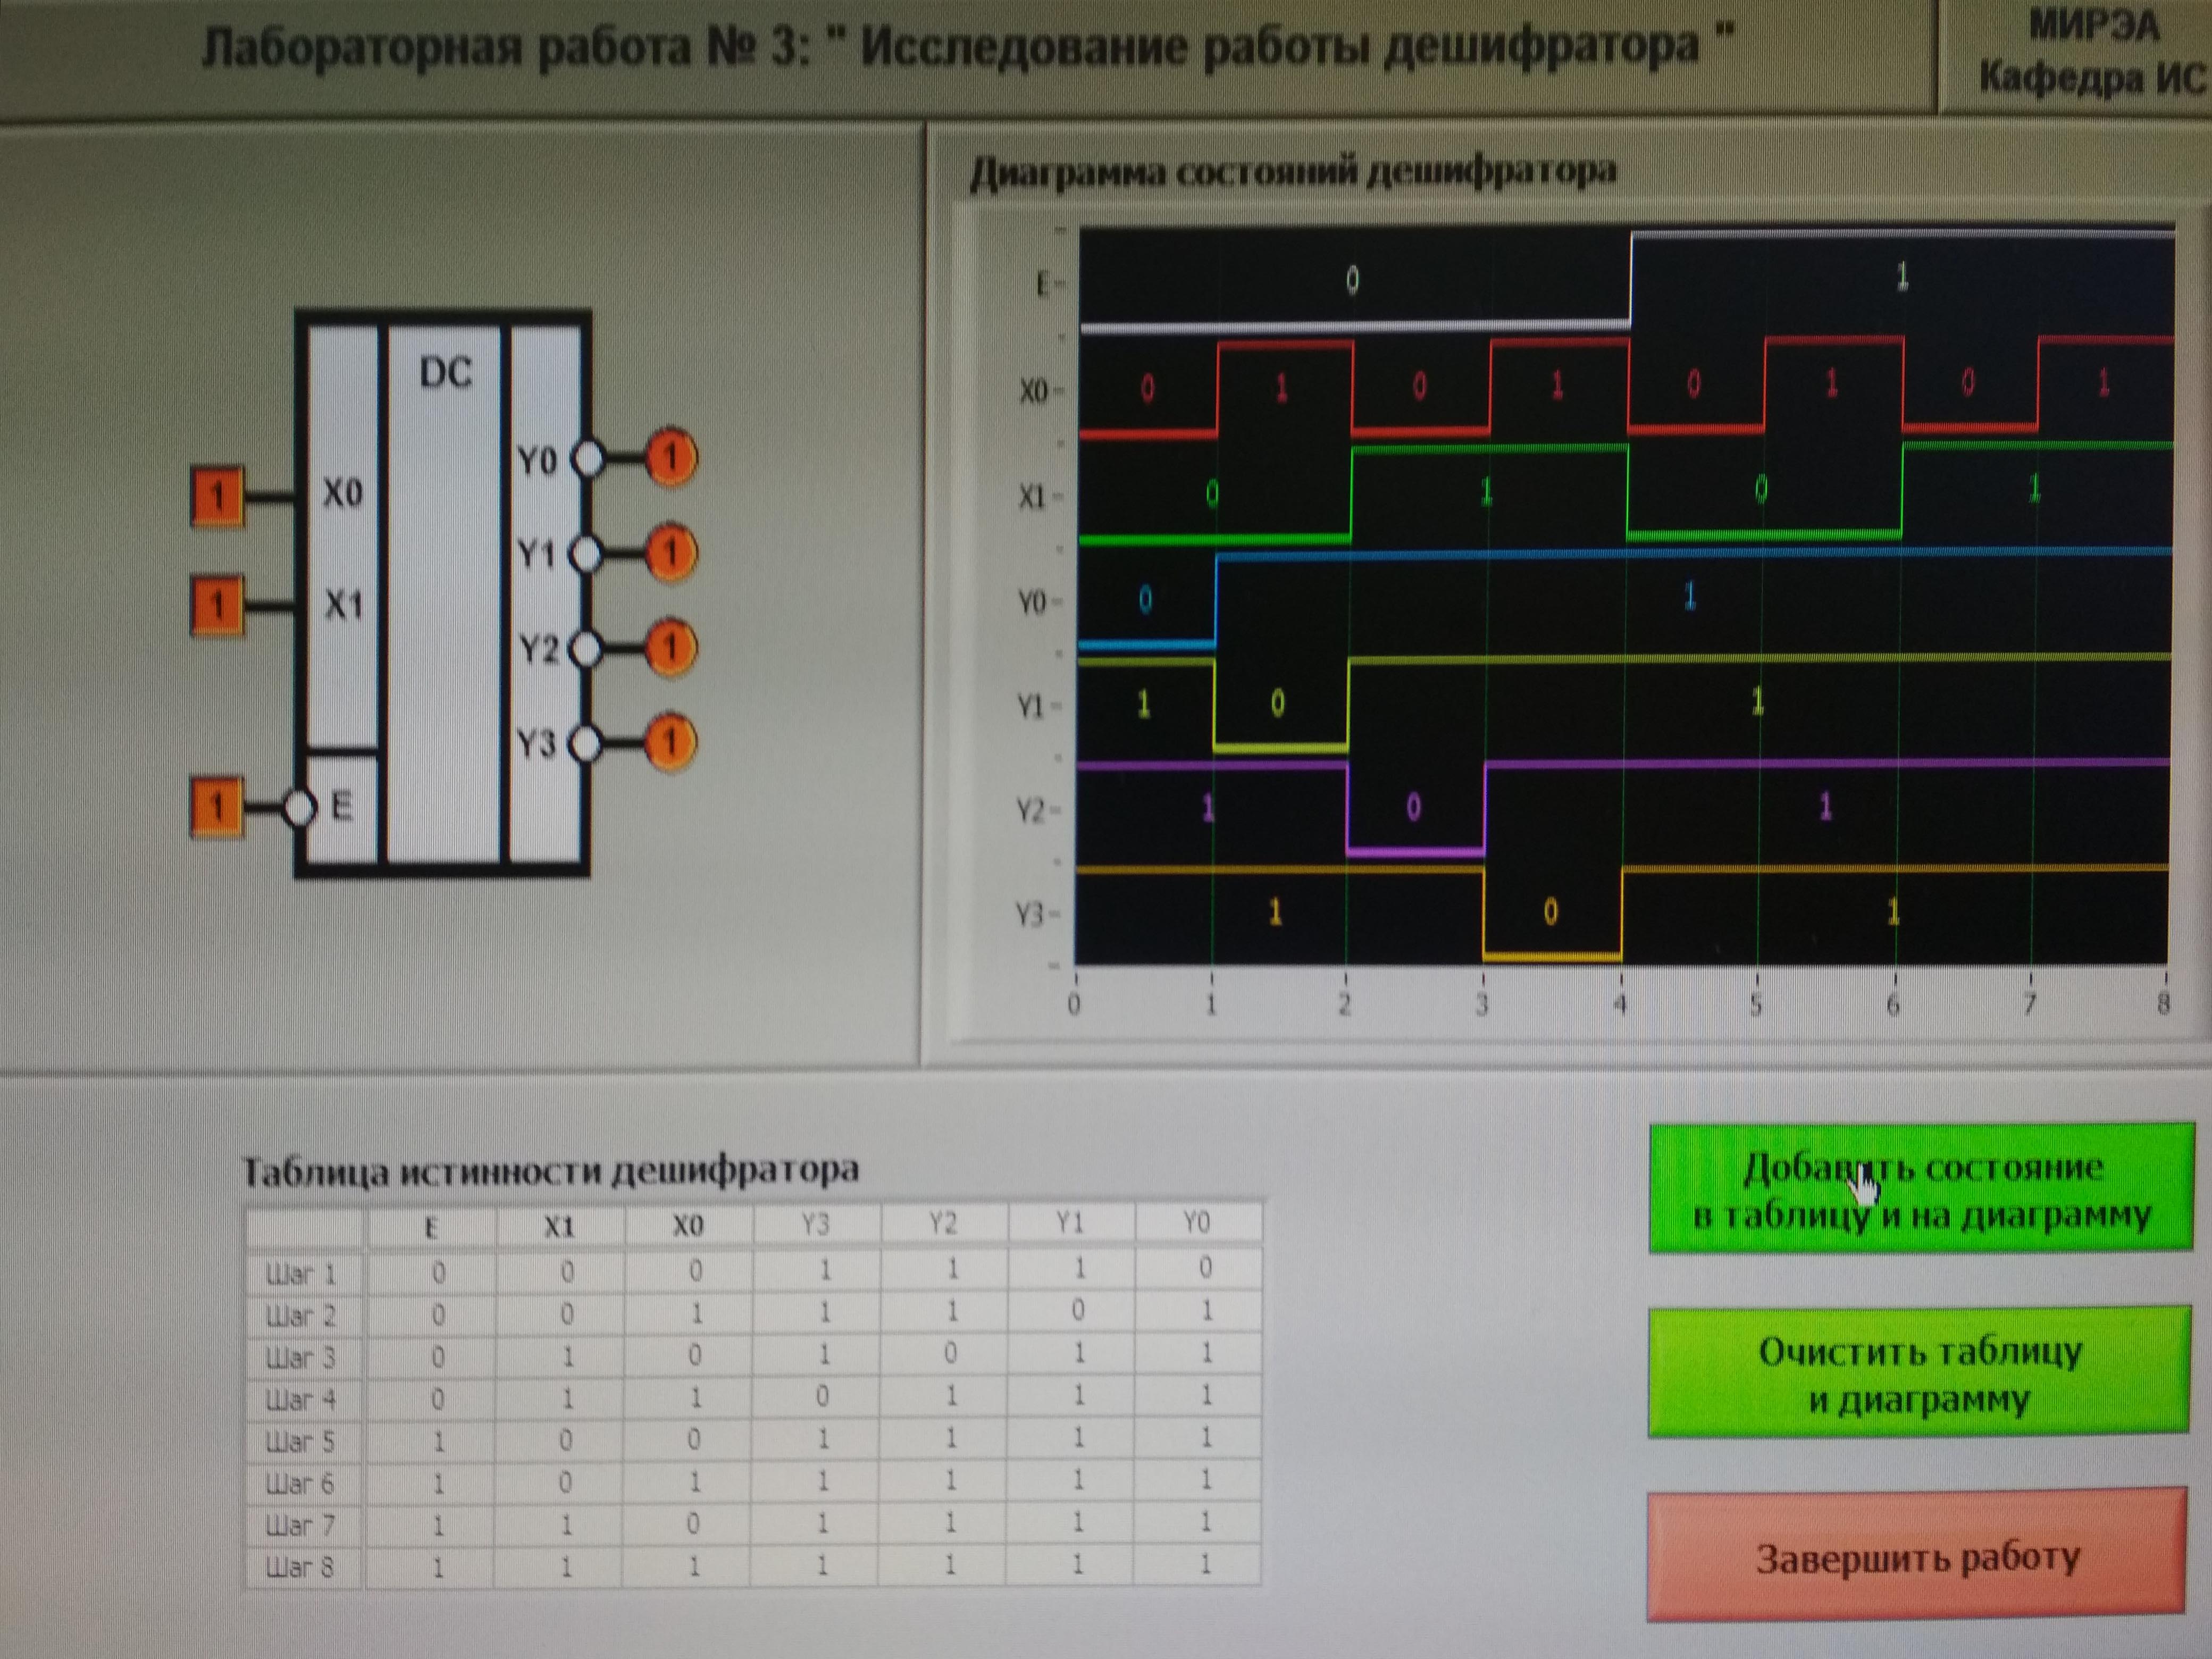 Лабораторная работа № 3: " Исследование работы дешифратора "
МИРЭА
Кафедра ИС
DC
X0
X1
E
Y0
Y1
Y2
Y3
1
1
1
1
1
1
1
Диаграмма состояний дешифратора
E 0 1
X0 0 1 0 1 0 1 0 1
X1 0 1 0 1
Y0 0 1
Y1 1 0 1
Y2 1 0 1
Y3 1 0 1
0 1 2 3 4 5 6 7 8
Таблица истинности дешифратора
E X1 X0 Y3 Y2 Y1 Y0
Шаг 1 0 0 0 1 1 1 0
Шаг 2 0 0 1 1 1 0 1
Шаг 3 0 1 0 1 0 1 1
Шаг 4 0 1 1 0 1 1 1
Шаг 5 1 0 0 1 1 1 1
Шаг 6 1 0 1 1 1 1 1
Шаг 7 1 1 0 1 1 1 1
Шаг 8 1 1 1 1 1 1 1
Добавить состояние
в таблицу и на диаграмму
Очистить таблицу
и диаграмму
Завершить работу